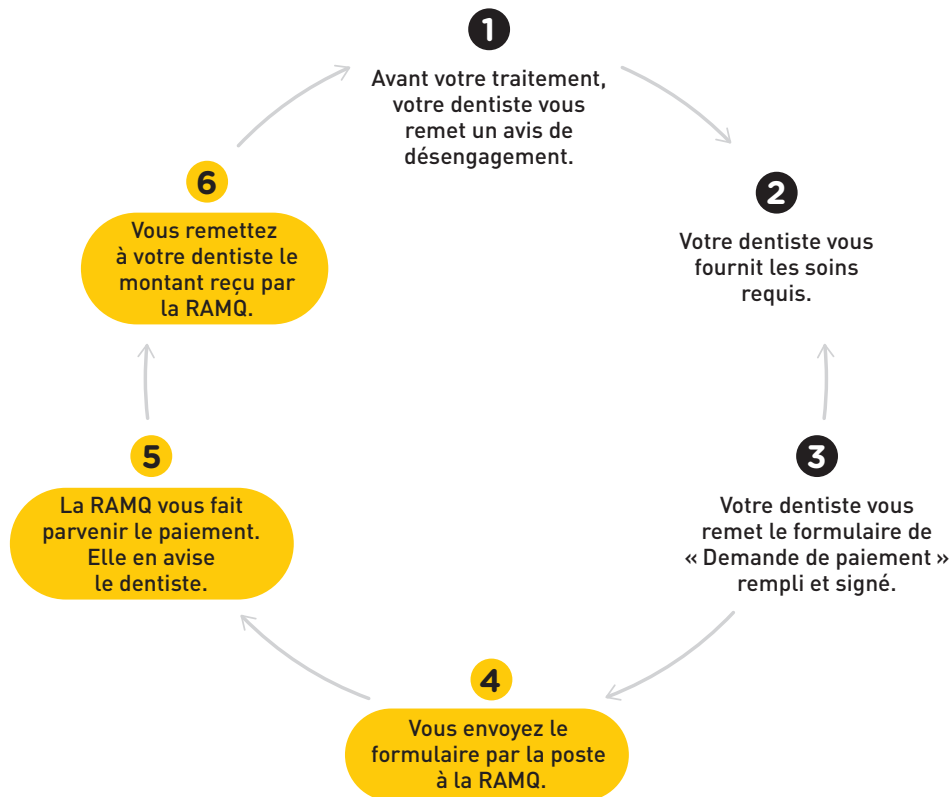 1
Avant votre traitement,
votre dentiste vous
remet un avis de
désengagement.
2
Votre dentiste vous
fournit les soins
requis.
3
Votre dentiste vous
remet le formulaire de
« Demande de paiement »
rempli et signé.
4
Vous envoyez le
formulaire par la poste
à la RAMQ.
5
La RAMQ vous fait
parvenir le paiement.
Elle en avise
le dentiste.
6
Vous remettez
à votre dentiste le
montant reçu par
la RAMQ.